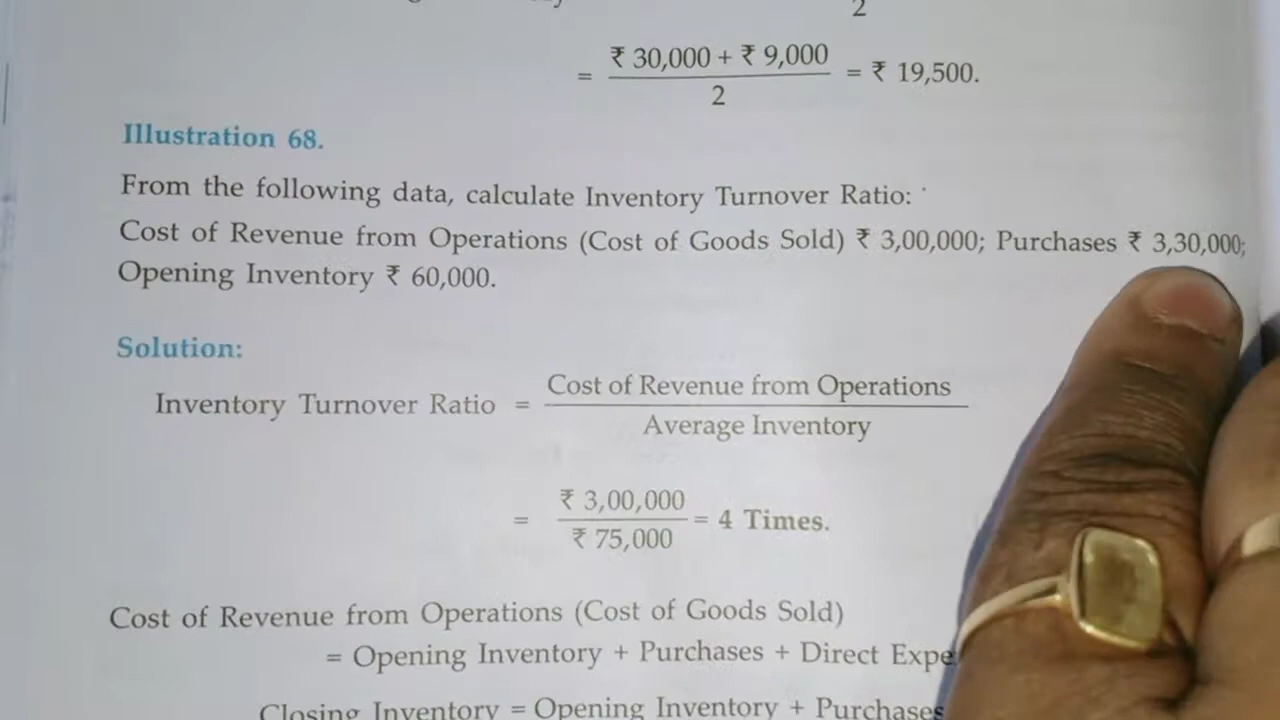 2
= ₹ 30,000 + ₹ 9,000 = ₹ 19,500.
2
Illustration 68.
From the following data, calculate Inventory Turnover Ratio:
Cost of Revenue from Operations (Cost of Goods Sold) ₹ 3,00,000; Purchases ₹ 3,30,000;
Opening Inventory ₹ 60,000.
Solution:
Inventory Turnover Ratio = Cost of Revenue from Operations
Average Inventory
= ₹ 3,00,000 = 4 Times.
₹ 75,000
Cost of Revenue from Operations (Cost of Goods Sold)
= Opening Inventory + Purchases + Direct Expe
Closing Inventory = Opening Inventory + Purchases